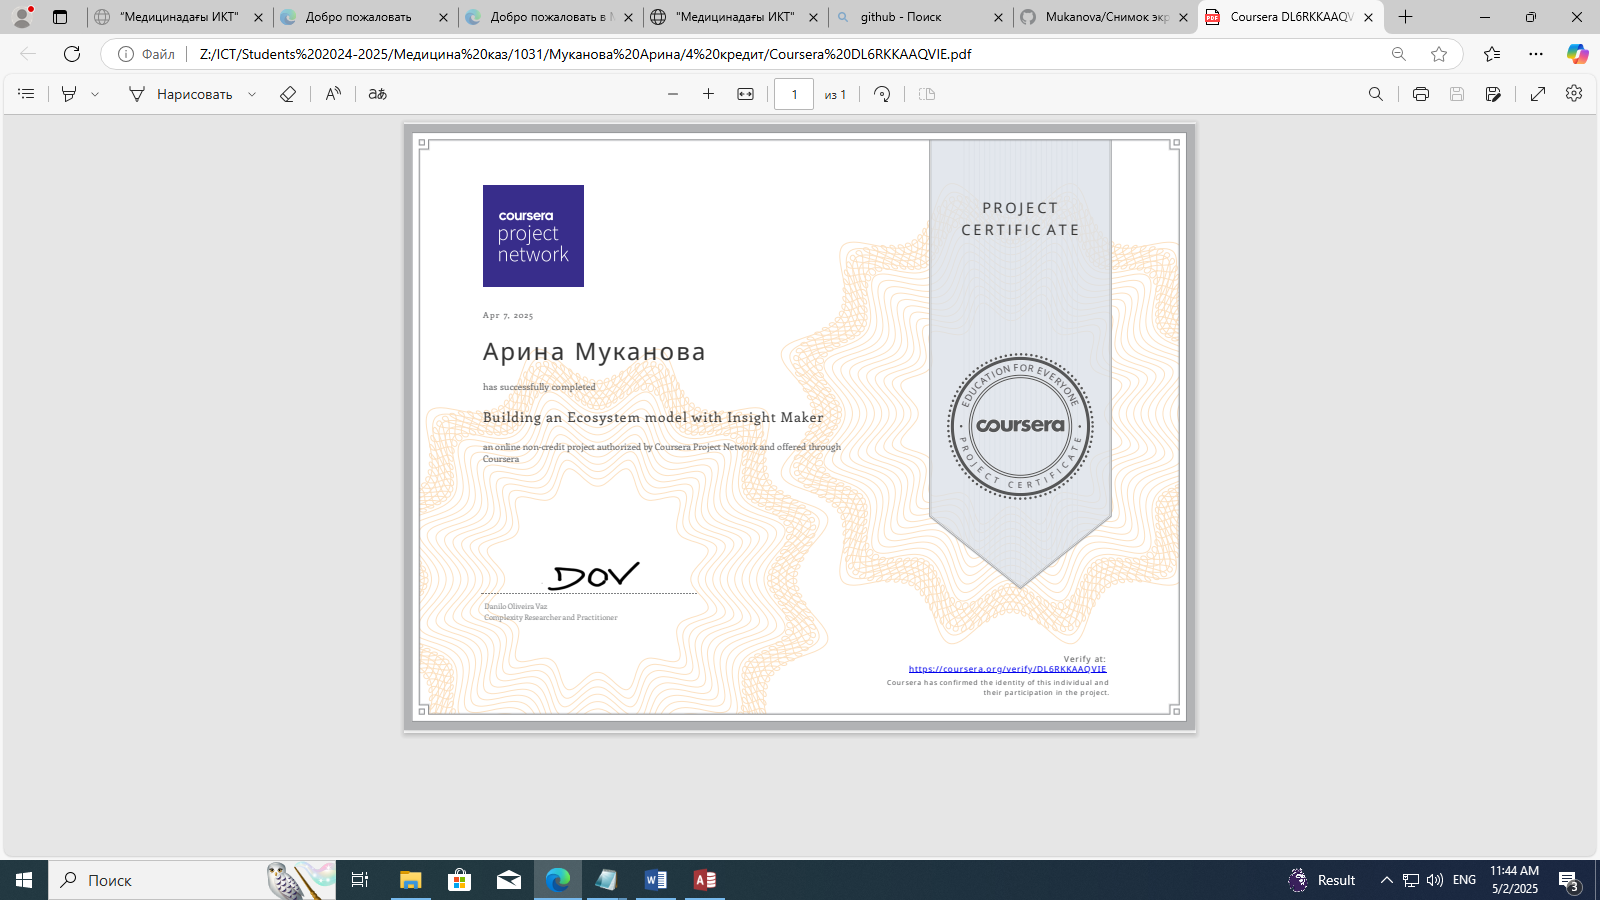 "Медицинадағы ИКТ"
Добро пожаловать
Добро пожаловать в
"Медицинадағы ИКТ"
github - Поиск
Mukanova/Снимок экр
Coursera DL6RKKAAQV
Файл
Z:/ICT/Students%202024-2025/Медицина%20каз/1031/Муканова%20Арина/4%20кредит/Coursera%20DL6RKKAAQVIE.pdf
Нарисовать
A
аあ
1 из 1
PROJECT
CERTIFICATE
coursera
project
network
Apr 7, 2025
Арина Муканова
has successfully completed
Building an Ecosystem model with Insight Maker
an online non-credit project authorized by Coursera Project Network and offered through
Coursera
EDUCATION FOR EVERYONE
coursera
PROJECT CERTIFICATE
DOV
Danilo Oliveira Vaz
Complexity Researcher and Practitioner
Verify at:
https://coursera.org/verify/DL6RKKAAQVIE
Coursera has confirmed the identity of this individual and
their participation in the project.
Поиск
Result
ENG
11:44 AM
5/2/2025
3